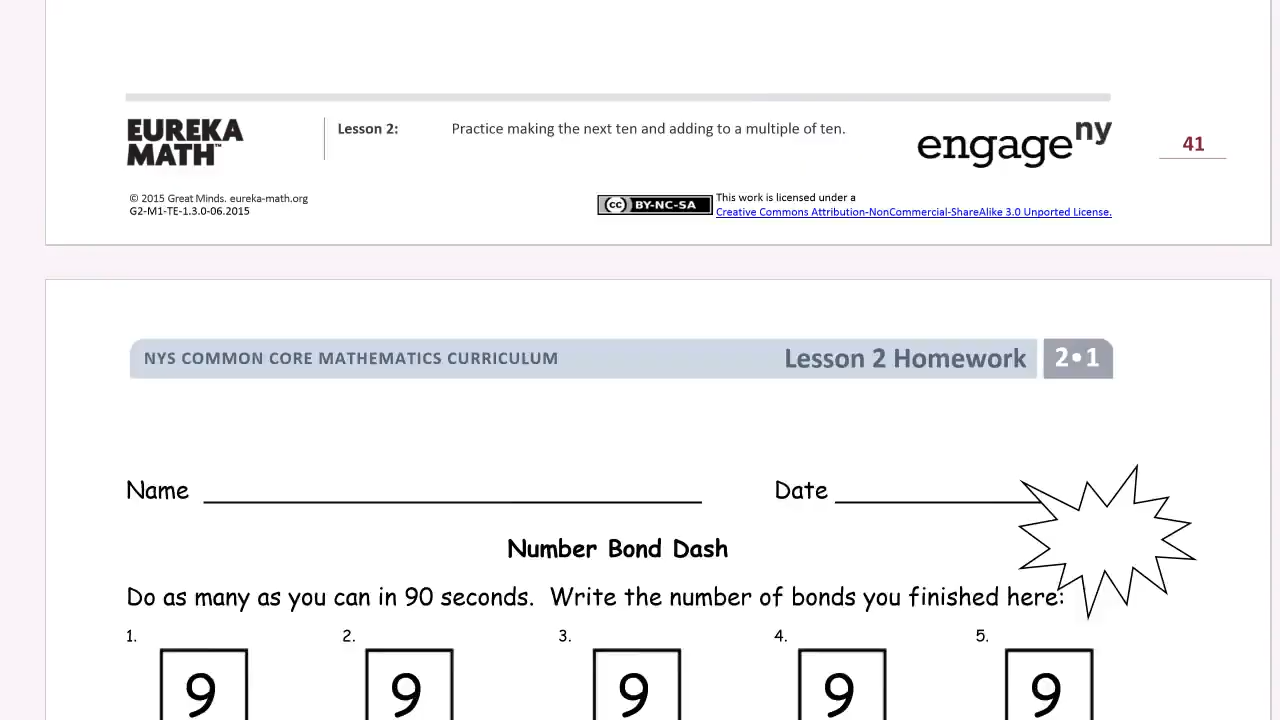 EUREKA
MATH™
Lesson 2: Practice making the next ten and adding to a multiple of ten.
engageny
41
© 2015 Great Minds. eureka-math.org
G2-M1-TE-1.3.0-06.2015
cc BY-NC-SA
This work is licensed under a
Creative Commons Attribution-NonCommercial-ShareAlike 3.0 Unported License.
NYS COMMON CORE MATHEMATICS CURRICULUM Lesson 2 Homework 2•1
Name Date
Number Bond Dash
Do as many as you can in 90 seconds. Write the number of bonds you finished here:
1. 2. 3. 4. 5.
9 9 9 9 9